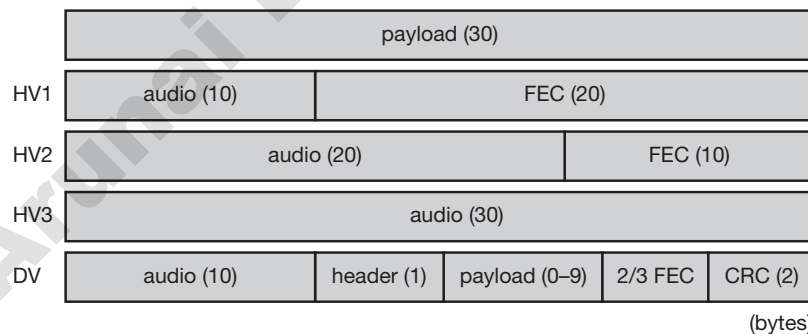 payload (30)
HV1 audio (10) FEC (20)
HV2 audio (20) FEC (10)
HV3 audio (30)
DV audio (10) header (1) payload (0–9) 2/3 FEC CRC (2)
(bytes)
Arunai